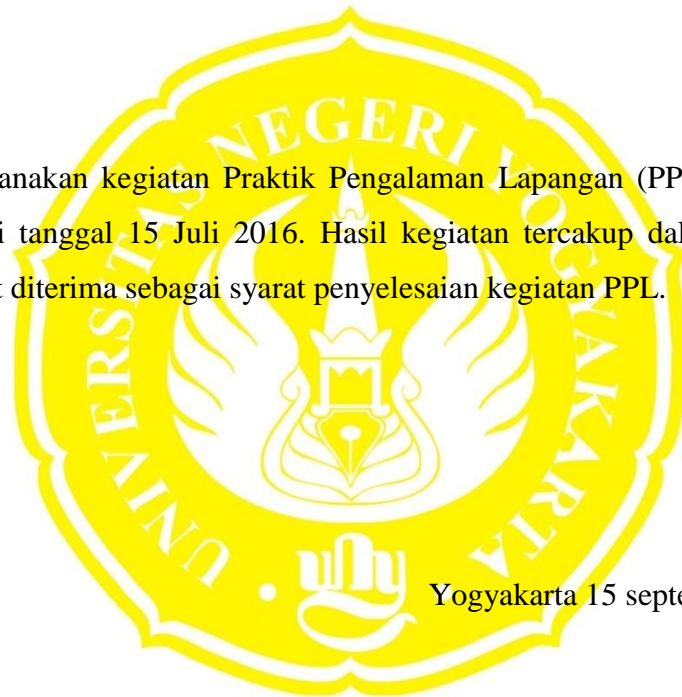 UNIVERSITAS NEGERI YOGYAKARTA
anakan kegiatan Praktik Pengalaman Lapangan (PP
i tanggal 15 Juli 2016. Hasil kegiatan tercakup dal
t diterima sebagai syarat penyelesaian kegiatan PPL.
uny
Yogyakarta 15 septe